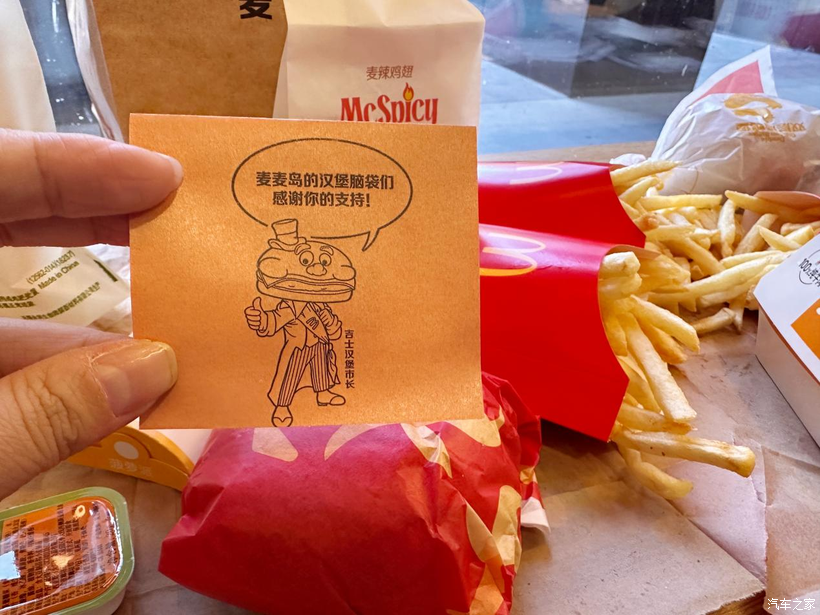 麦
麦辣鸡翅
McSpicy
麦麦岛的汉堡脑袋们
感谢你的支持!
吉士汉堡市长
Made in China
100%
汽车之家